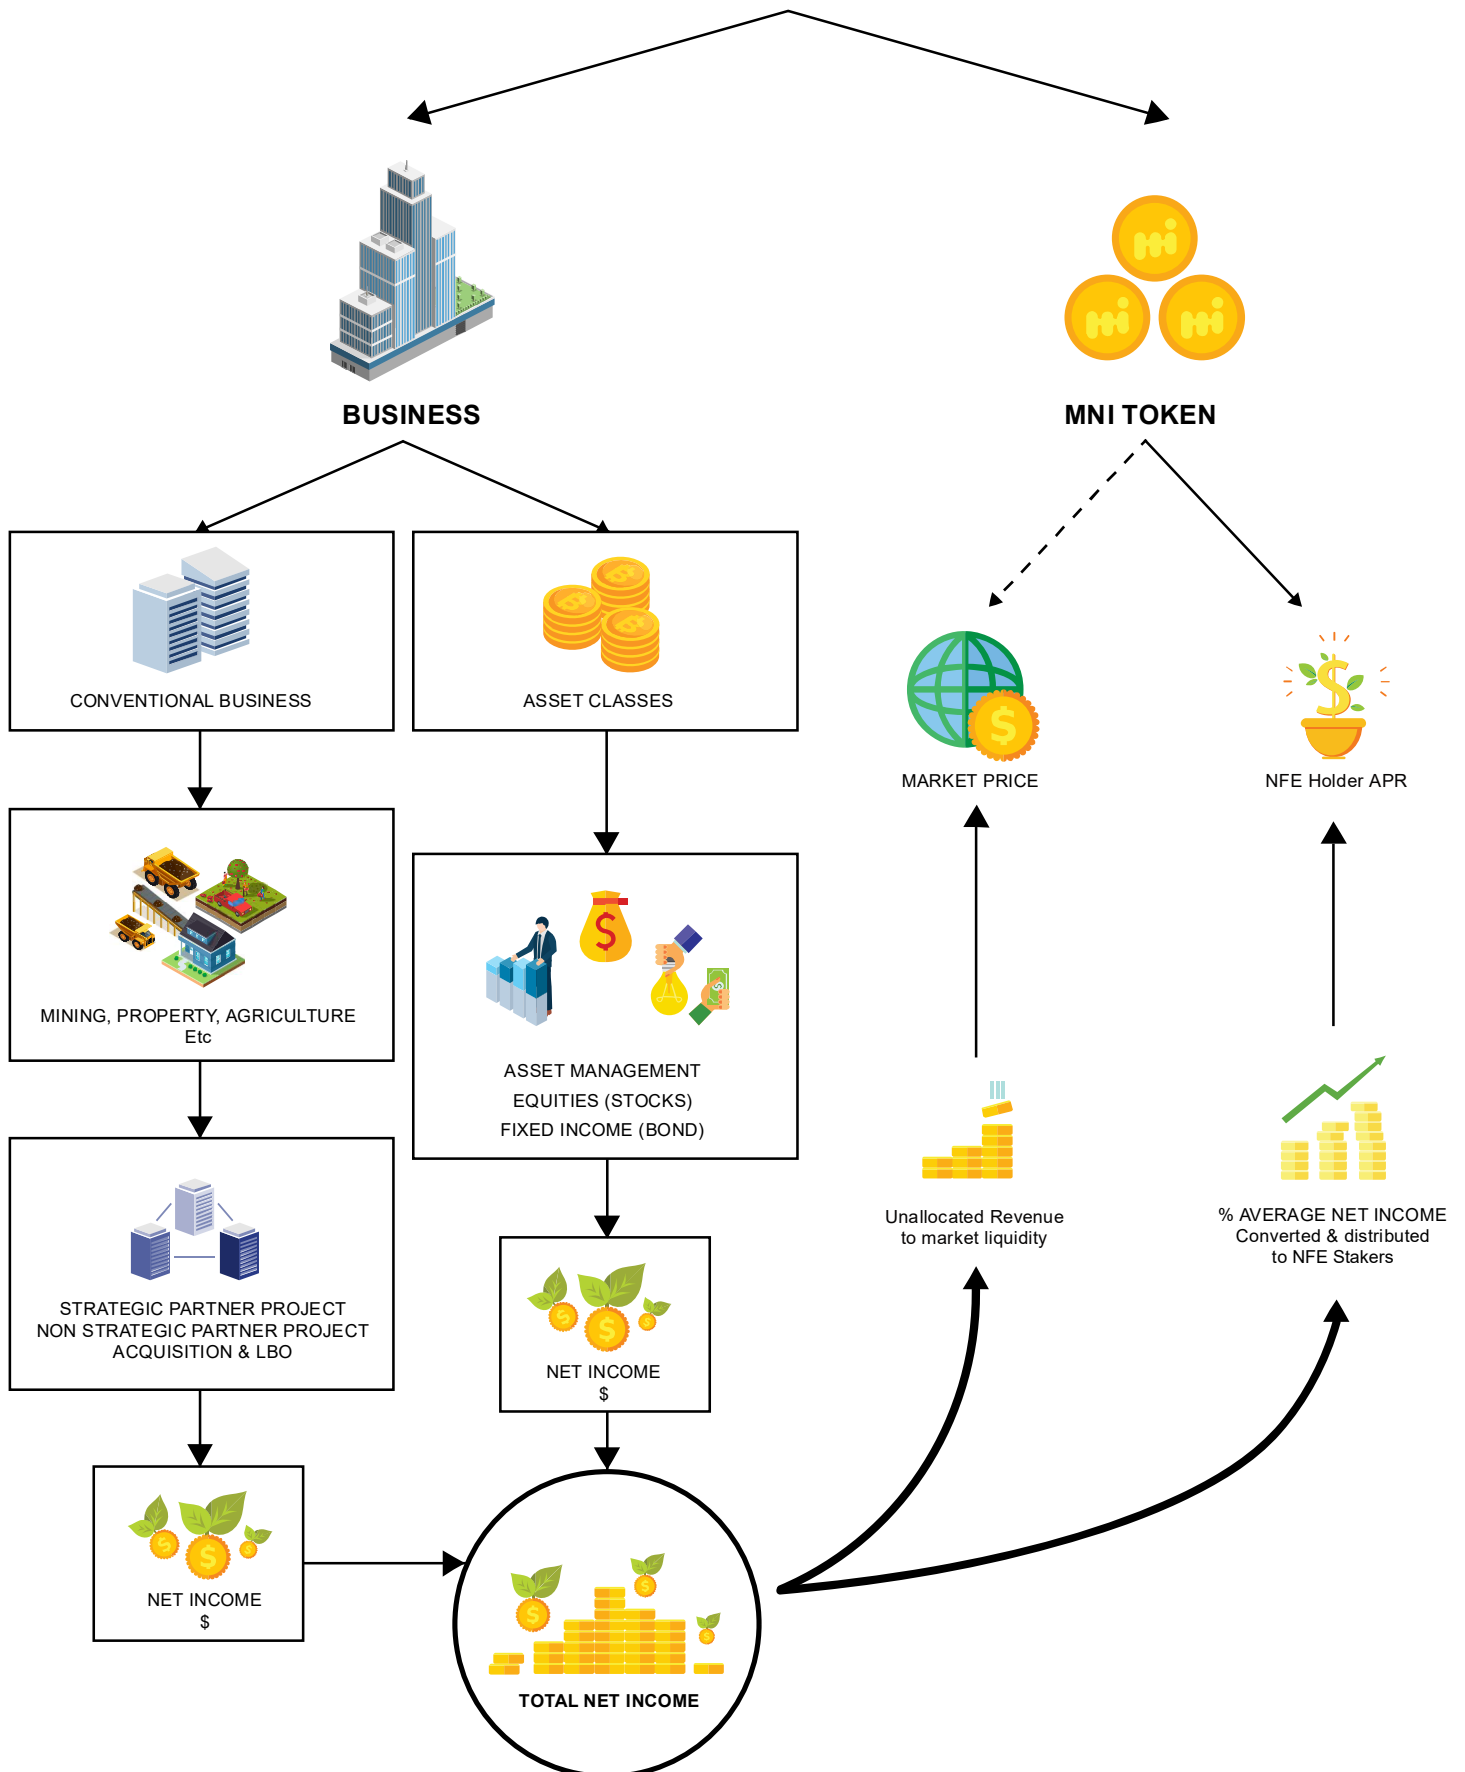 BUSINESS
MNI TOKEN
CONVENTIONAL BUSINESS
ASSET CLASSES
MARKET PRICE
NFE Holder APR
MINING, PROPERTY, AGRICULTURE
Etc
ASSET MANAGEMENT
EQUITIES (STOCKS)
FIXED INCOME (BOND)
Unallocated Revenue
to market liquidity
% AVERAGE NET INCOME
Converted & distributed
to NFE Stakers
STRATEGIC PARTNER PROJECT
NON STRATEGIC PARTNER PROJECT
ACQUISITION & LBO
NET INCOME
$
NET INCOME
$
TOTAL NET INCOME